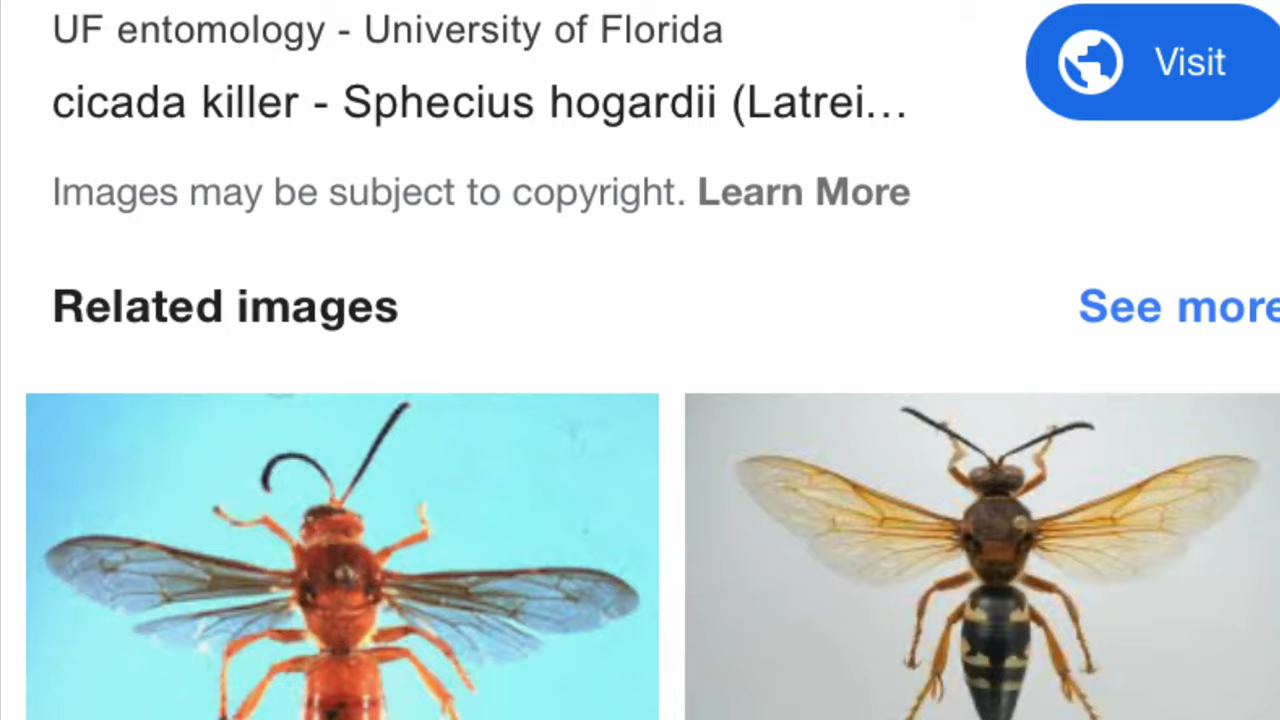 UF entomology - University of Florida
Visit
cicada killer - Sphecius hogardii (Latrei...
Images may be subject to copyright. Learn More
Related images
See more